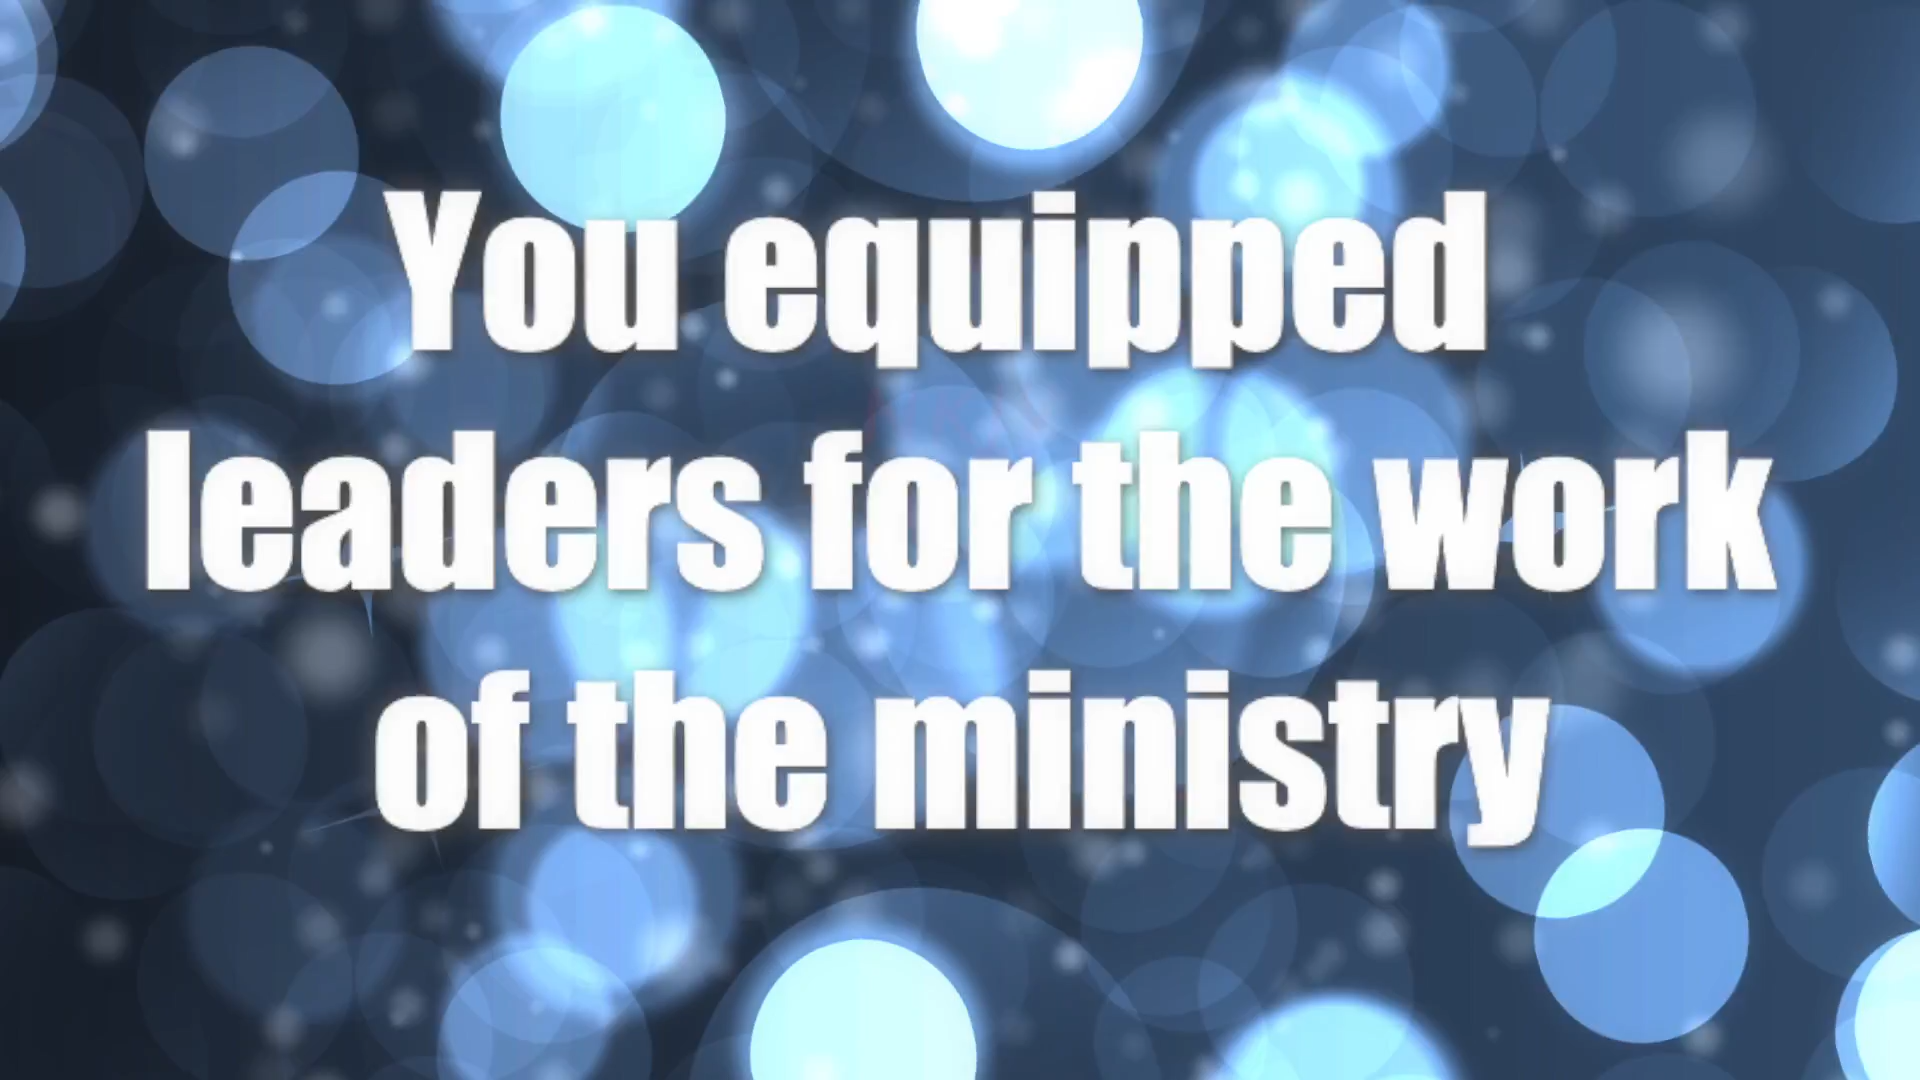 You equipped
leaders for the work
of the ministry